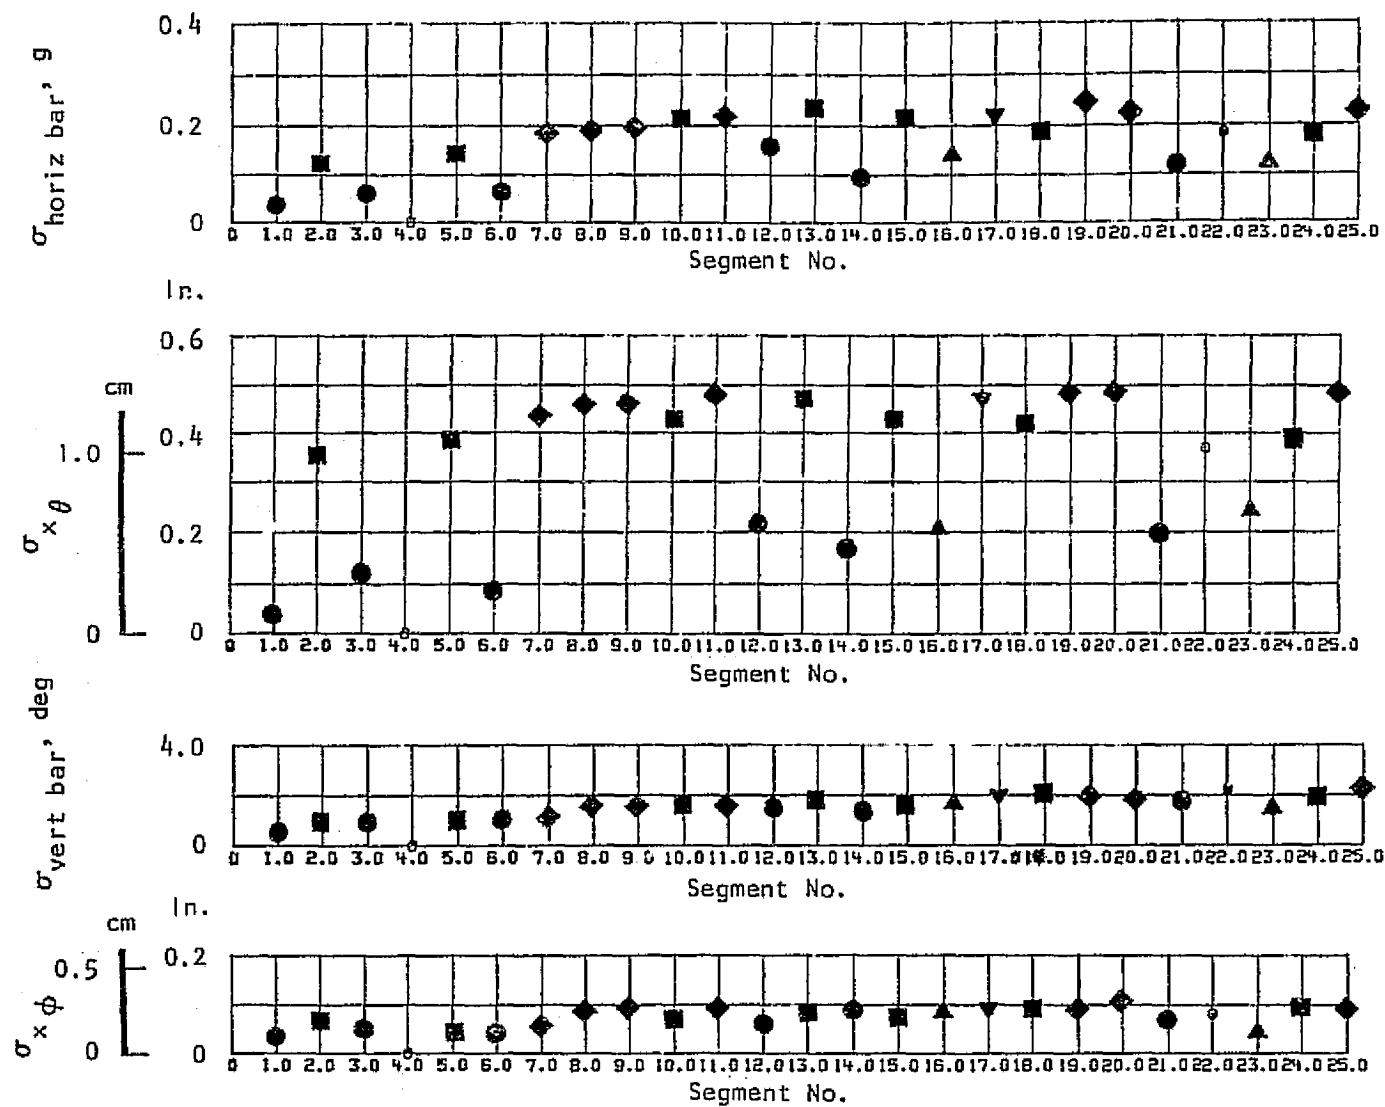 0.4
0.2
0
σ horiz bar, g
0 1.0 2.0 3.0 4.0 5.0 6.0 7.0 8.0 9.0 10.0 11.0 12.0 13.0 14.0 15.0 16.0 17.0 18.0 19.0 20.0 21.0 22.0 23.0 24.0 25.0
Segment No.
In.
0.6
cm
0.4
1.0
σ x θ
0.2
0
0
0 1.0 2.0 3.0 4.0 5.0 6.0 7.0 8.0 9.0 10.0 11.0 12.0 13.0 14.0 15.0 16.0 17.0 18.0 19.0 20.0 21.0 22.0 23.0 24.0 25.0
Segment No.
σ vert bar, deg
4.0
2.0
0
0 1.0 2.0 3.0 4.0 5.0 6.0 7.0 8.0 9.0 10.0 11.0 12.0 13.0 14.0 15.0 16.0 17.0 19.0 20.0 21.0 22.0 23.0 24.0 25.0
Segment No.
In.
cm
0.2
0.5
σ x ϕ
0
0
0 1.0 2.0 3.0 4.0 5.0 6.0 7.0 8.0 9.0 10.0 11.0 12.0 13.0 14.0 15.0 16.0 17.0 18.0 19.0 20.0 21.0 22.0 23.0 24.0 25.0
Segment No.